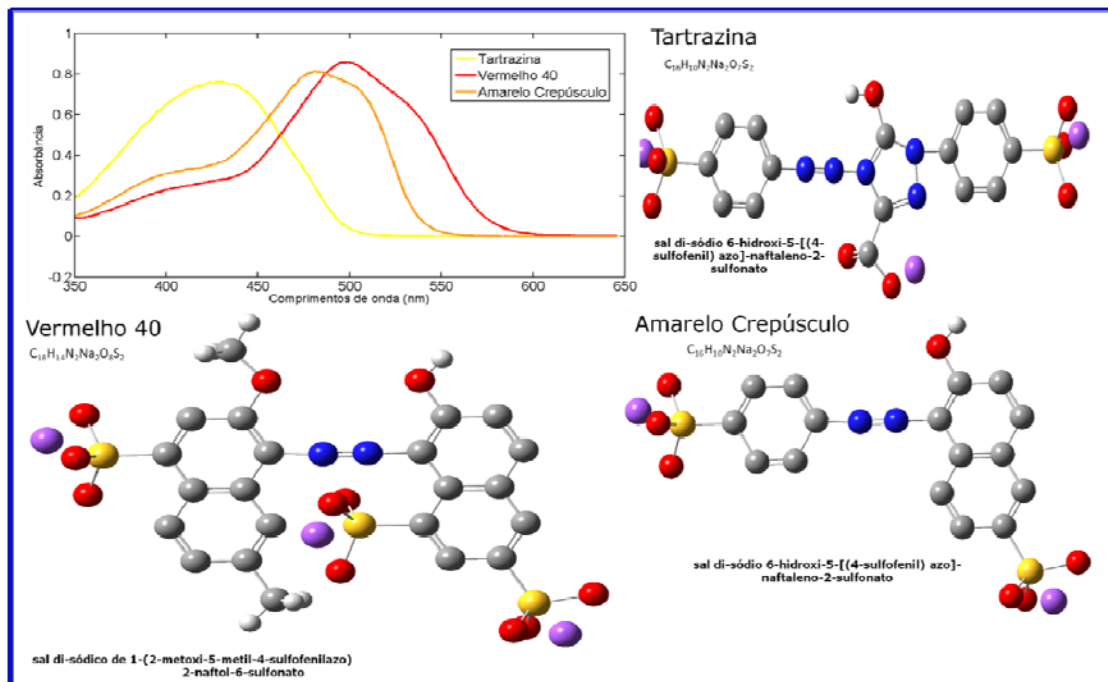 1
0.8
0.6
0.4
0.2
0
-0.2
Absorbância
350
400
450
500
550
600
650
Comprimentos de onda (nm)
Tartrazina
Vermelho 40
Amarelo Crepúsculo
Tartrazina
C₁₆H₁₀N₂Na₂O₇S₂
sal di-sódio 6-hidroxi-5-[(4-
sulfofenil) azo]-naftaleno-2-
sulfonato
Vermelho 40
C₁₈H₁₄N₂Na₂O₈S₂
sal di-sódico de 1-(2-metoxi-5-metil-4-sulfofenilazo)
2-naftol-6-sulfonato
Amarelo Crepúsculo
C₁₆H₁₀N₂Na₂O₇S₂
sal di-sódio 6-hidroxi-5-[(4-sulfofenil) azo]-
naftaleno-2-sulfonato